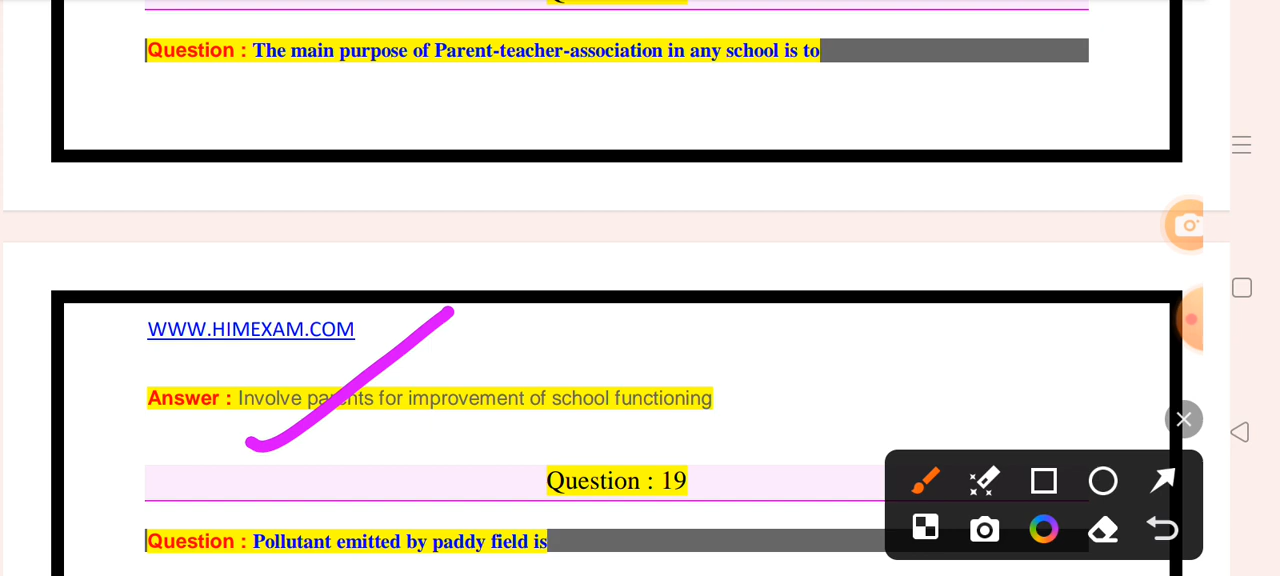 Question : The main purpose of Parent-teacher-association in any school is to
WWW.HIMEXAM.COM
Answer : Involve parents for improvement of school functioning
Question : 19
Question : Pollutant emitted by paddy field is